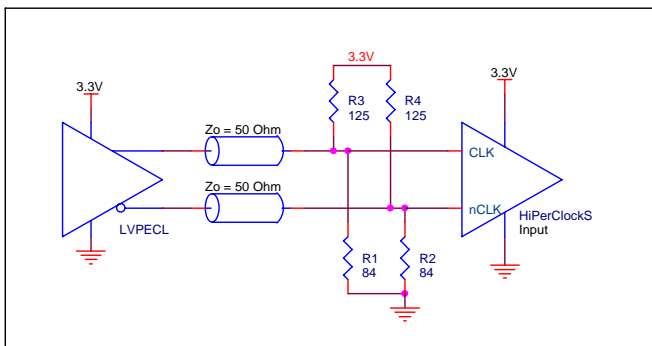 3.3V
3.3V
3.3V
R3
125
R4
125
Zo = 50 Ohm
CLK
Zo = 50 Ohm
nCLK
HiPerClockS
Input
LVPECL
R1
84
R2
84